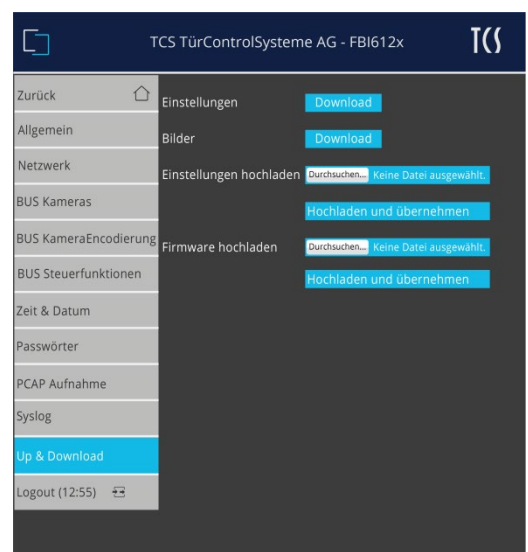 TCS TürControlSysteme AG - FBI612x
TCS
Zurück
Allgemein
Netzwerk
BUS Kameras
BUS KameraEncodierung
BUS Steuerfunktionen
Zeit & Datum
Passwörter
PCAP Aufnahme
Syslog
Up & Download
Logout (12:55)
Einstellungen Download
Bilder Download
Einstellungen hochladen Durchsuchen... Keine Datei ausgewählt.
Hochladen und übernehmen
Firmware hochladen Durchsuchen... Keine Datei ausgewählt.
Hochladen und übernehmen